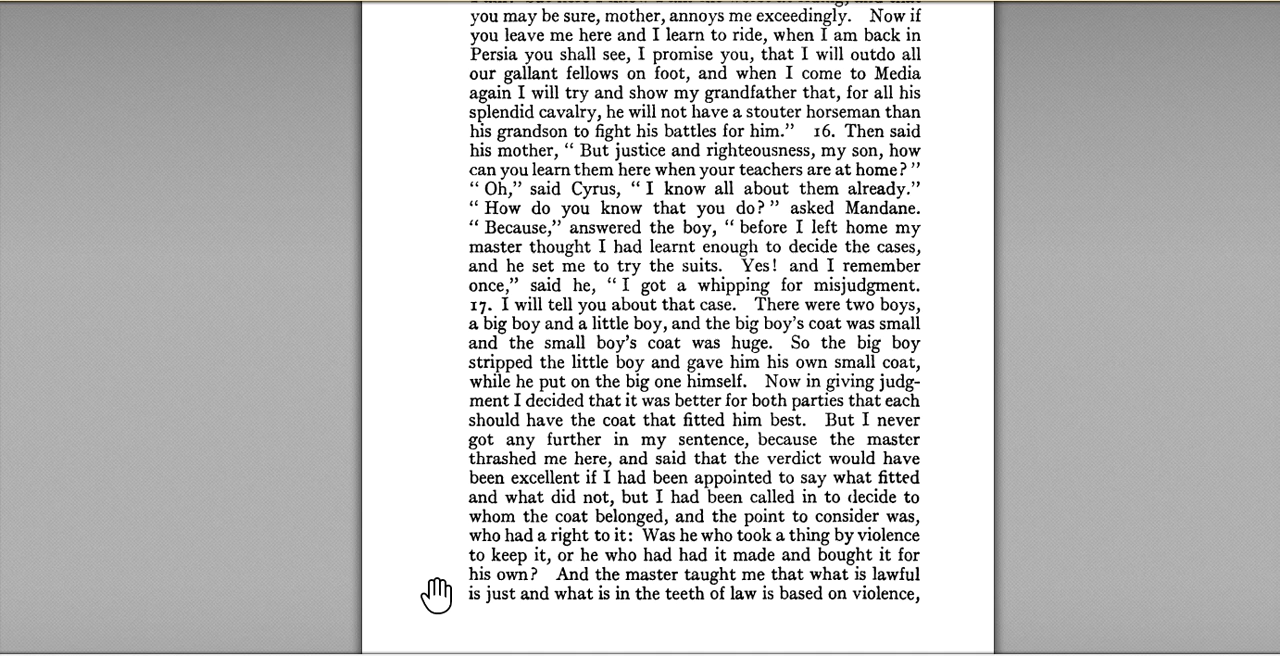 you may be sure, mother, annoys me exceedingly. Now if
you leave me here and I learn to ride, when I am back in
Persia you shall see, I promise you, that I will outdo all
our gallant fellows on foot, and when I come to Media
again I will try and show my grandfather that, for all his
splendid cavalry, he will not have a stouter horseman than
his grandson to fight his battles for him.” 16. Then said
his mother, “ But justice and righteousness, my son, how
can you learn them here when your teachers are at home? ”
“ Oh,” said Cyrus, “ I know all about them already.”
“ How do you know that you do? ” asked Mandane.
“ Because,” answered the boy, “ before I left home my
master thought I had learnt enough to decide the cases,
and he set me to try the suits. Yes! and I remember
once,” said he, “ I got a whipping for misjudgment.
17. I will tell you about that case. There were two boys,
a big boy and a little boy, and the big boy’s coat was small
and the small boy’s coat was huge. So the big boy
stripped the little boy and gave him his own small coat,
while he put on the big one himself. Now in giving judg-
ment I decided that it was better for both parties that each
should have the coat that fitted him best. But I never
got any further in my sentence, because the master
thrashed me here, and said that the verdict would have
been excellent if I had been appointed to say what fitted
and what did not, but I had been called in to decide to
whom the coat belonged, and the point to consider was,
who had a right to it: Was he who took a thing by violence
to keep it, or he who had had it made and bought it for
his own? And the master taught me that what is lawful
is just and what is in the teeth of law is based on violence,